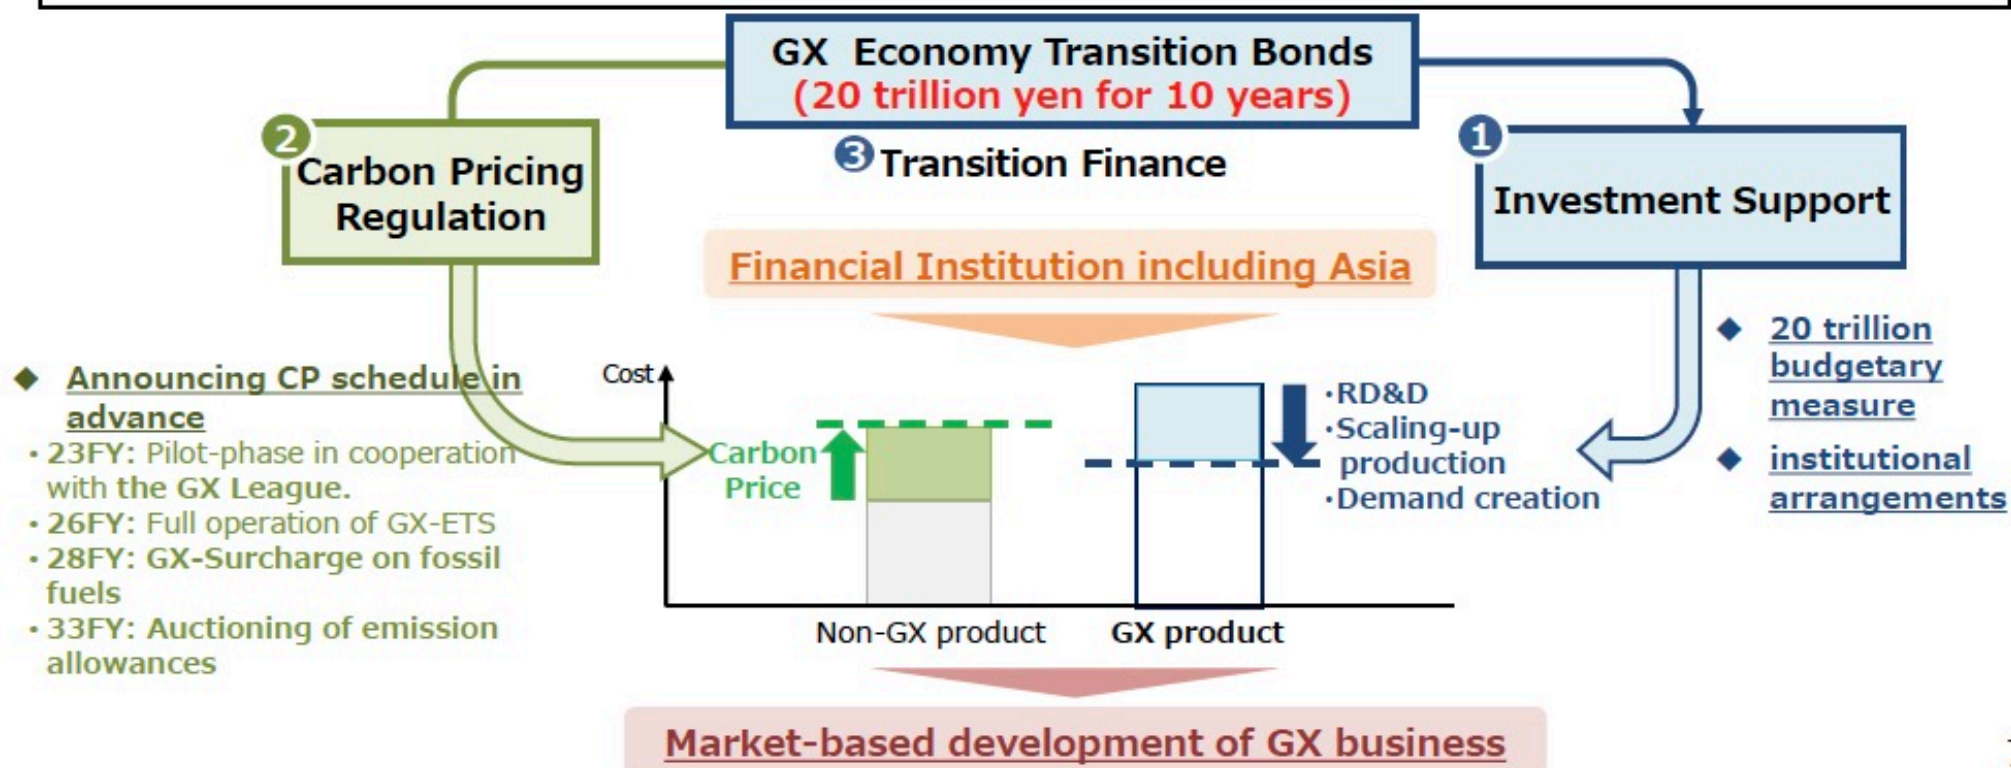 GX Economy Transition Bonds
(20 trillion yen for 10 years)
❸ Transition Finance
❷
Carbon Pricing
Regulation
❶
Investment Support
Financial Institution including Asia
◆ Announcing CP schedule in
advance
・23FY: Pilot-phase in cooperation
with the GX League.
・26FY: Full operation of GX-ETS
・28FY: GX-Surcharge on fossil
fuels
・33FY: Auctioning of emission
allowances
Cost
Carbon
Price
Non-GX product
GX product
・RD&D
・Scaling-up
production
・Demand creation
◆ 20 trillion
budgetary
measure
◆ institutional
arrangements
Market-based development of GX business